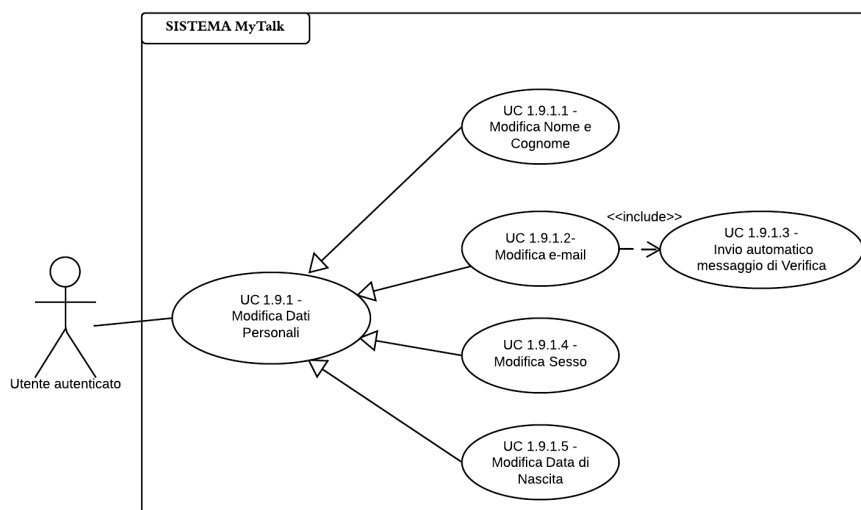 SISTEMA MyTalk
UC 1.9.1.1 -
Modifica Nome e
Cognome
<<include>>
UC 1.9.1.2-
Modifica e-mail
UC 1.9.1.3 -
Invio automatico
messaggio di Verifica
UC 1.9.1 -
Modifica Dati
Personali
Utente autenticato
UC 1.9.1.4 -
Modifica Sesso
UC 1.9.1.5 -
Modifica Data di
Nascita